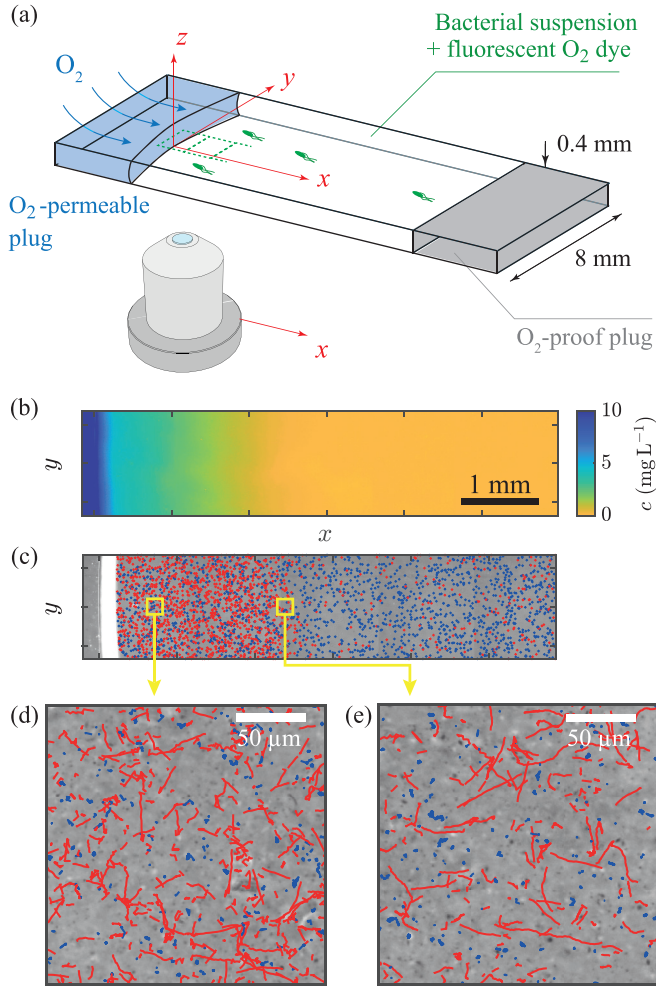 (a)
Bacterial suspension
+ fluorescent O₂ dye
z
O₂
y
0.4 mm
x
O₂-permeable
plug
8 mm
x
O₂-proof plug
(b)
y
1 mm
x
10
5
0
c (mg L⁻¹)
(c)
y
(d)
50 µm
(e)
50 µm